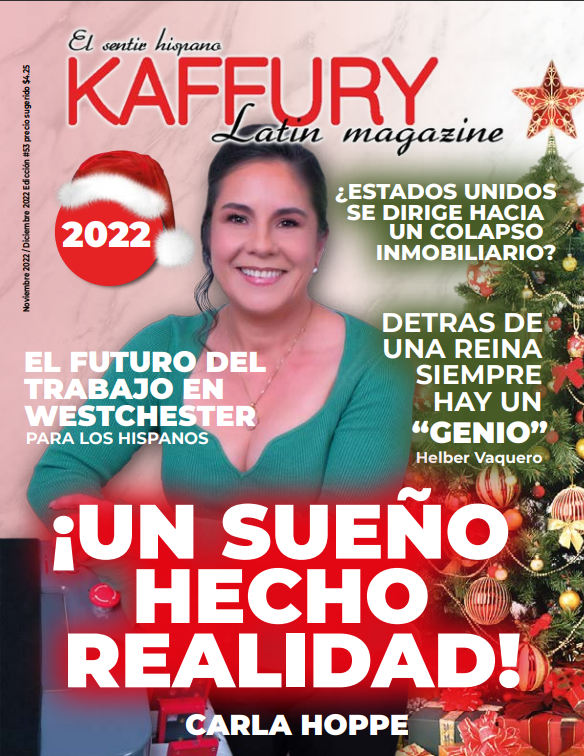 El sentir hispano
KAFFURY
Latin magazine
Noviembre 2022 / Diciembre 2022 Edición #53 precio sugerido $4.25
2022
¿ESTADOS UNIDOS
SE DIRIGE HACIA
UN COLAPSO
INMOBILIARIO?
DETRAS DE
UNA REINA
SIEMPRE
HAY UN
“GENIO”
Helber Vaquero
EL FUTURO DEL
TRABAJO EN
WESTCHESTER
PARA LOS HISPANOS
¡UN SUEÑO
HECHO
REALIDAD!
CARLA HOPPE